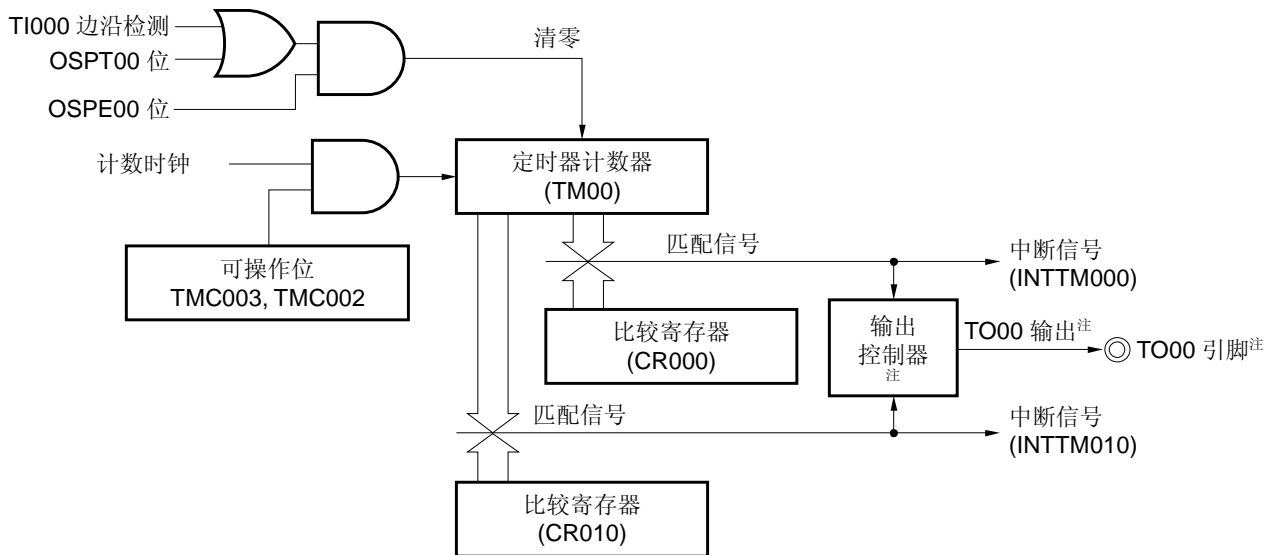 TI000 边沿检测
OSPT00 位
OSPE00 位
清零
计数时钟
定时器计数器
(TM00)
可操作位
TMC003, TMC002
匹配信号
中断信号
(INTTM000)
比较寄存器
(CR000)
输出
控制器
注
TO00 输出注
TO00 引脚注
匹配信号
中断信号
(INTTM010)
比较寄存器
(CR010)